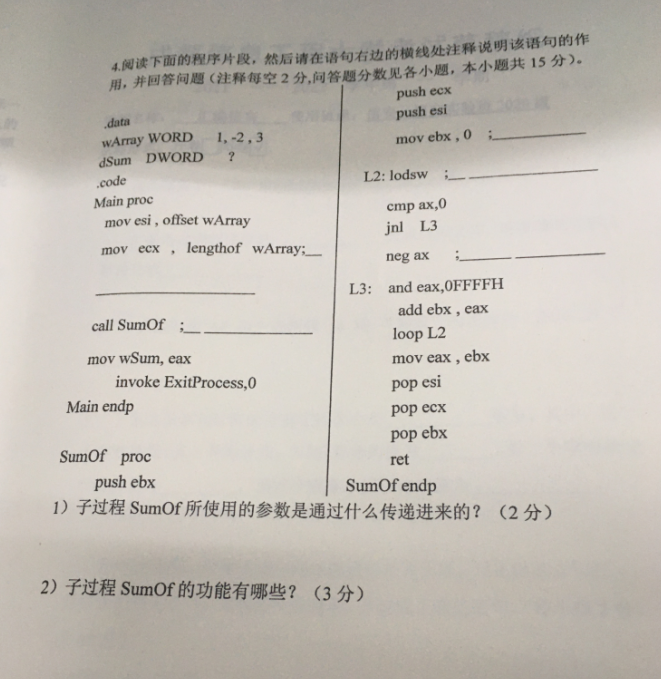 4.阅读下面的程序片段，然后请在语句右边的横线处注释说明该语句的作
用，并回答问题（注释每空 2 分,问答题分数见各小题，本小题共 15 分）。
.data
wArray WORD 1, -2 , 3
dSum DWORD ?
.code
Main proc
mov esi , offset wArray
mov ecx , lengthof wArray;__
________________
call SumOf ;__ ___________
mov wSum, eax
invoke ExitProcess,0
Main endp
SumOf proc
push ebx
push ecx
push esi
mov ebx , 0 ;__________
L2: lodsw ;__ _____________
cmp ax,0
jnl L3
neg ax ;______ _________
L3: and eax,0FFFFH
add ebx , eax
loop L2
mov eax , ebx
pop esi
pop ecx
pop ebx
ret
SumOf endp
1）子过程 SumOf 所使用的参数是通过什么传递进来的？（2 分）
2）子过程 SumOf 的功能有哪些？（3 分）